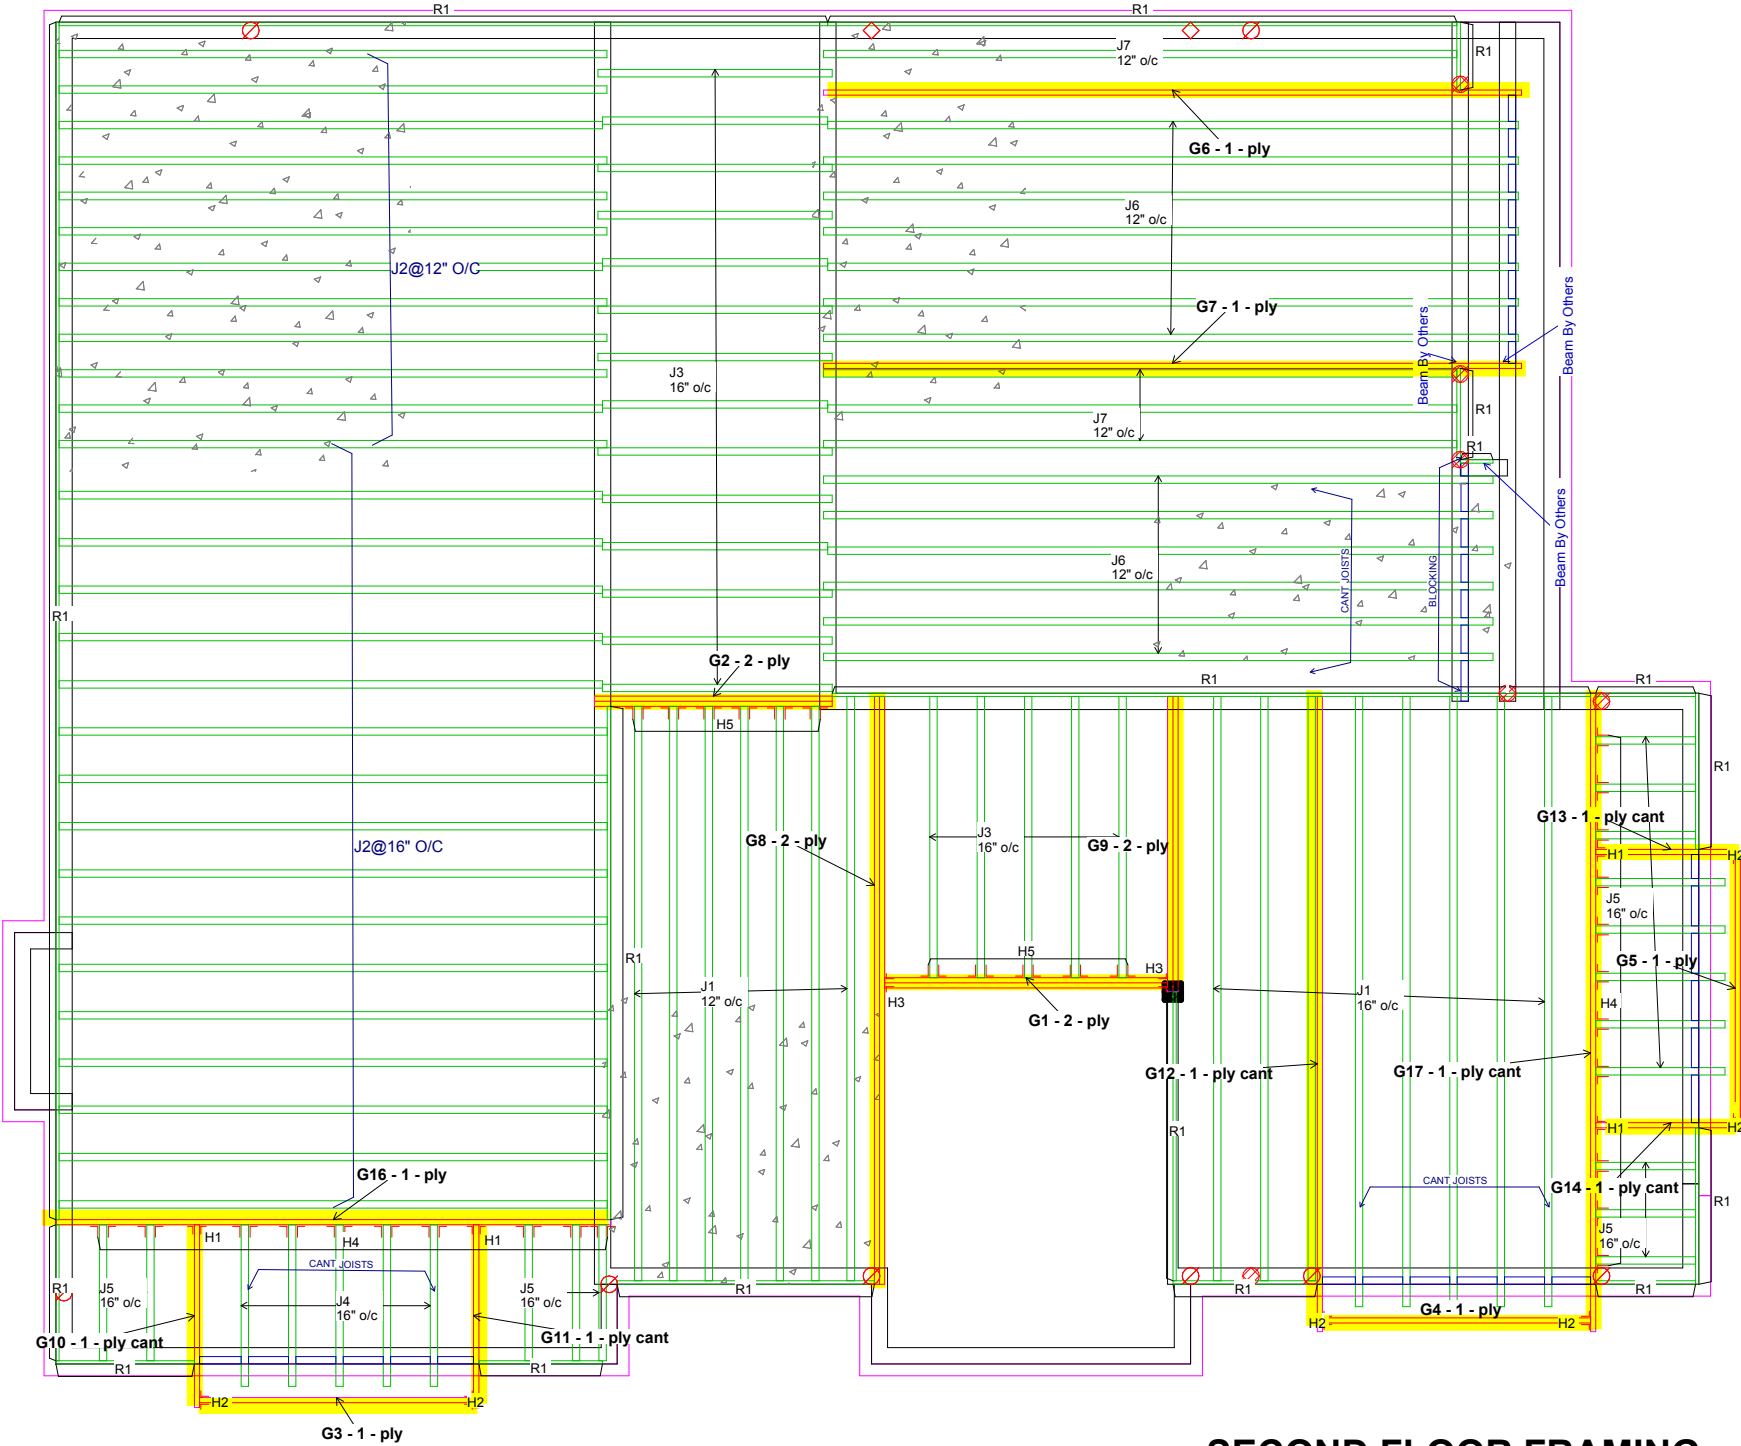 R1
R1
R1
J7
12" o/c
G6 - 1 - ply
J6
12" o/c
J2@12" O/C
G7 - 1 - ply
Beam By Others
Beam By Others
J3
16" o/c
R1
J7
12" o/c
R1
Beam By Others
J6
12" o/c
CANT JOISTS
BLOCKING
R1
G2 - 2 - ply
R1
R1
H5
R1
G13 - 1 - ply cant
J2@16" O/C
G8 - 2 - ply
J3
16" o/c
G9 - 2 - ply
H1
H2
J5
16" o/c
R1
H5
H3
G5 - 1 - ply
J1
12" o/c
H3
J1
16" o/c
H4
G1 - 2 - ply
G12 - 1 - ply cant
G17 - 1 - ply cant
R1
H1
H2
G16 - 1 - ply
CANT JOISTS
G14 - 1 - ply cant
R1
H1
H4
H1
J5
16" o/c
CANT JOISTS
R1
J5
16" o/c
J4
16" o/c
J5
16" o/c
R1
R1
R1
G4 - 1 - ply
H2
H2
G10 - 1 - ply cant
G11 - 1 - ply cant
R1
R1
H2
H2
G3 - 1 - ply
SECOND FLOOR FRAMING